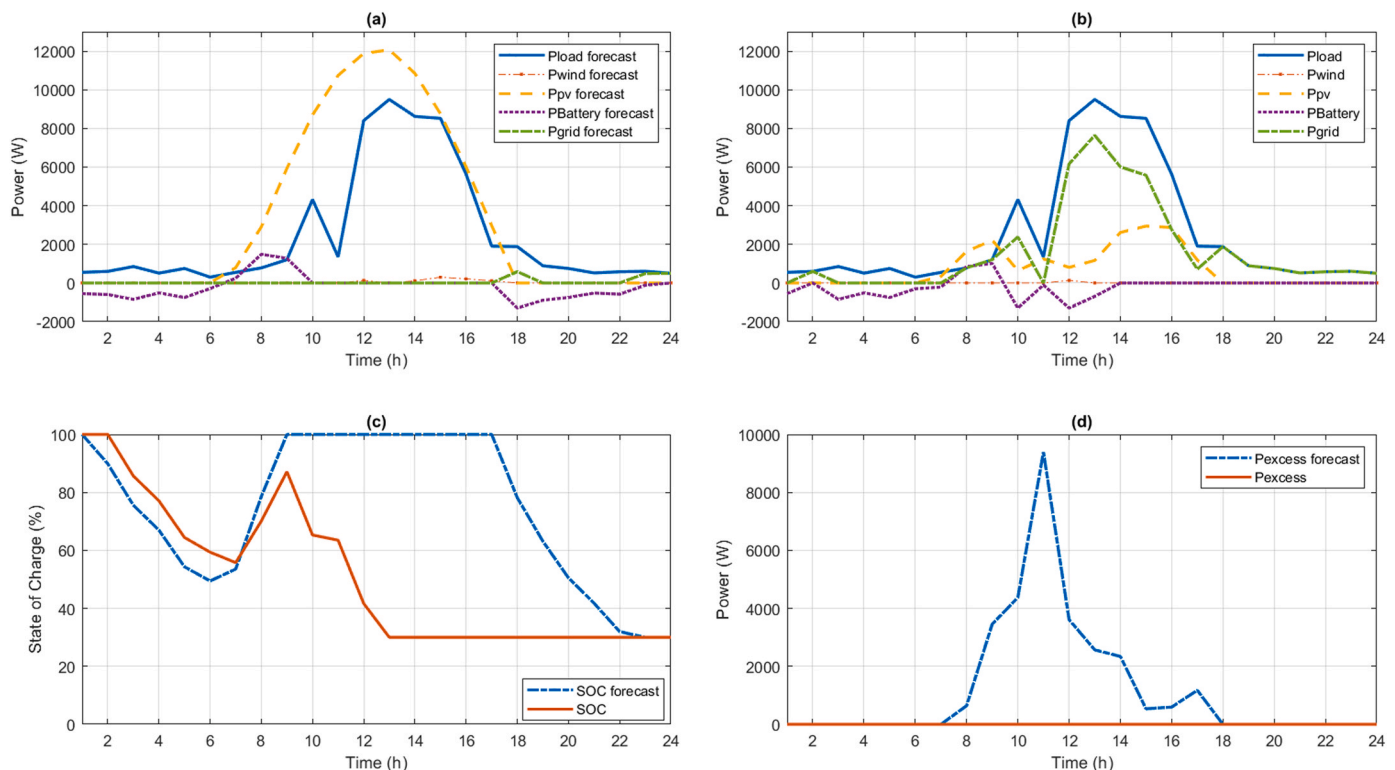 (a)
12000
10000
8000
6000
4000
2000
0
-2000
Power (W)
2 4 6 8 10 12 14 16 18 20 22 24
Time (h)
Pload forecast
Pwind forecast
Ppv forecast
PBattery forecast
Pgrid forecast
(b)
12000
10000
8000
6000
4000
2000
0
-2000
Power (W)
2 4 6 8 10 12 14 16 18 20 22 24
Time (h)
Pload
Pwind
Ppv
PBattery
Pgrid
(c)
100
80
60
40
20
0
State of Charge (%)
2 4 6 8 10 12 14 16 18 20 22 24
Time (h)
SOC forecast
SOC
(d)
10000
8000
6000
4000
2000
0
Power (W)
2 4 6 8 10 12 14 16 18 20 22 24
Time (h)
Pexcess forecast
Pexcess